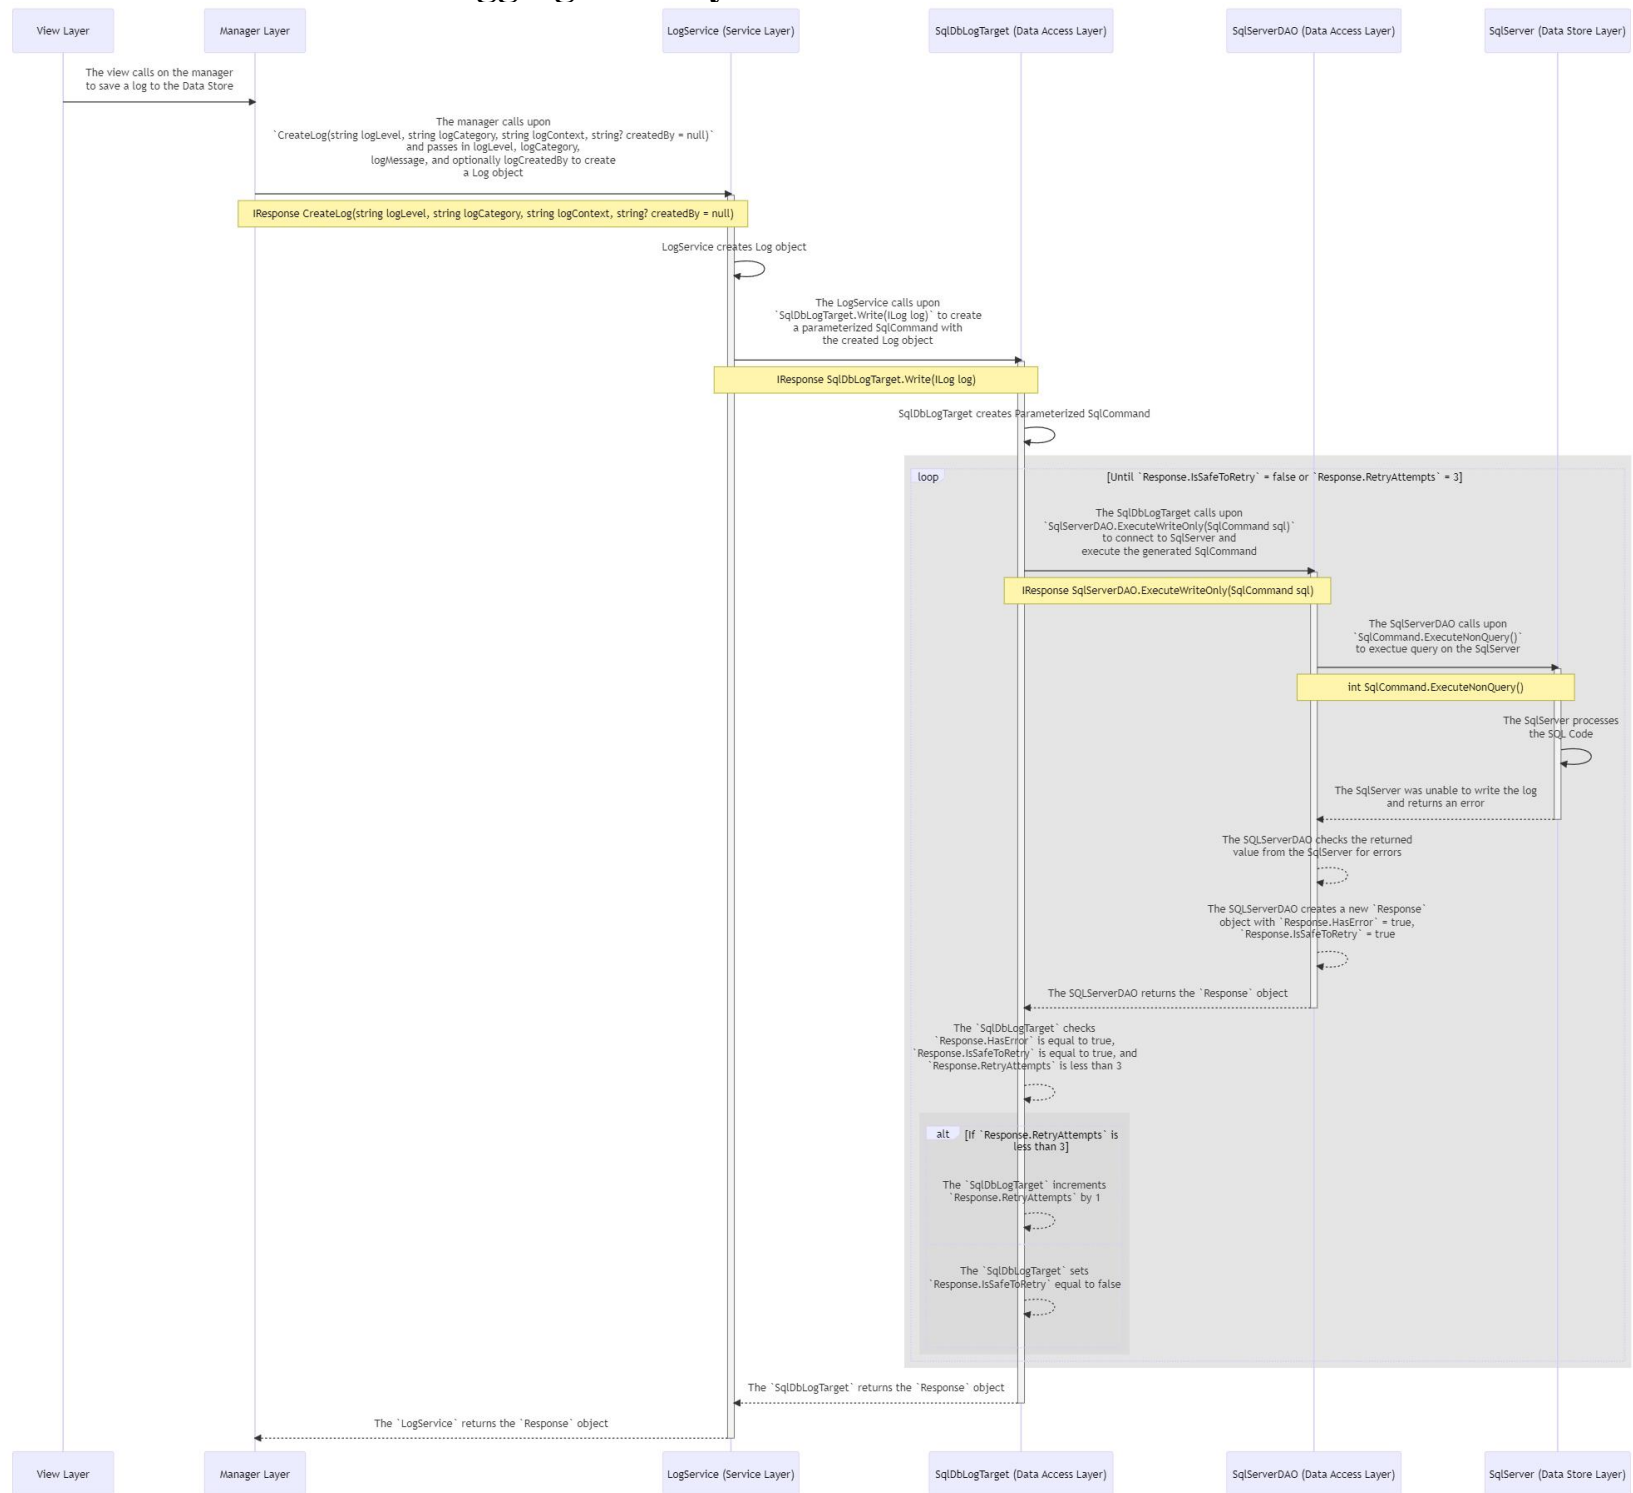 View Layer
Manager Layer
LogService (Service Layer)
SqlDbLogTarget (Data Access Layer)
SqlServerDAO (Data Access Layer)
SqlServer (Data Store Layer)
The view calls on the manager
to save a log to the Data Store
The manager calls upon
`CreateLog(string logLevel, string logCategory, string logContext, string? createdBy = null)`
and passes in logLevel, logCategory,
logMessage, and optionally logCreatedBy to create
a Log object
IResponse CreateLog(string logLevel, string logCategory, string logContext, string? createdBy = null)
LogService creates Log object
The LogService calls upon
`SqlDbLogTarget.Write(ILog log)` to create
a parameterized SqlCommand with
the created Log object
IResponse SqlDbLogTarget.Write(ILog log)
SqlDbLogTarget creates Parameterized SqlCommand
loop
[Until `Response.IsSafeToRetry` = false or `Response.RetryAttempts` = 3]
The SqlDbLogTarget calls upon
`SqlServerDAO.ExecuteWriteOnly(SqlCommand sql)`
to connect to SqlServer and
execute the generated SqlCommand
IResponse SqlServerDAO.ExecuteWriteOnly(SqlCommand sql)
The SqlServerDAO calls upon
`SqlCommand.ExecuteNonQuery()`
to exectue query on the SqlServer
int SqlCommand.ExecuteNonQuery()
The SqlServer processes
the SQL Code
The SqlServer was unable to write the log
and returns an error
The SQLServerDAO checks the returned
value from the SqlServer for errors
The SQLServerDAO creates a new `Response`
object with `Response.HasError` = true,
`Response.IsSafeToRetry` = true
The SQLServerDAO returns the `Response` object
The `SqlDbLogTarget` checks
`Response.HasError` is equal to true,
`Response.IsSafeToRetry` is equal to true, and
`Response.RetryAttempts` is less than 3
alt
[If `Response.RetryAttempts` is
less than 3]
The `SqlDbLogTarget` increments
`Response.RetryAttempts` by 1
The `SqlDbLogTarget` sets
`Response.IsSafeToRetry` equal to false
The `SqlDbLogTarget` returns the `Response` object
The `LogService` returns the `Response` object
View Layer
Manager Layer
LogService (Service Layer)
SqlDbLogTarget (Data Access Layer)
SqlServerDAO (Data Access Layer)
SqlServer (Data Store Layer)